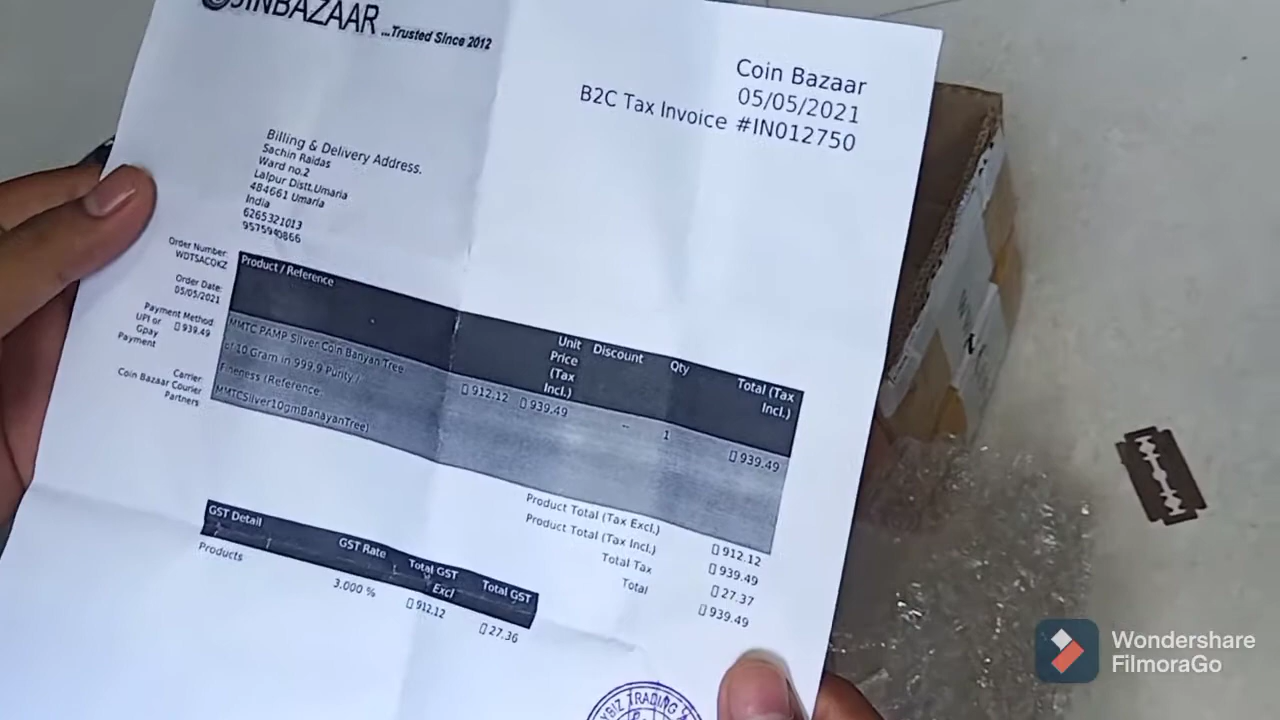 INBAZAAR
...Trusted Since 2012
Coin Bazaar
05/05/2021
B2C Tax Invoice #IN012750
Billing & Delivery Address.
Sachin Raidas
Ward no.2
Lalpur Distt,Umaria
484661 Umaria
India
6265321013
9575940866
Order Number:
WDTSACQKZ
Order Date:
05/05/2021
Payment Method:
UPI or
Gpay
Payment
▯939.49
Carrier:
Coin Bazaar Courier
Partners
Product / Reference
Unit
Price
(Tax
Incl.)
Discount
Qty
Total (Tax
Incl.)
MMTC PAMP Silver Coin Banyan Tree
of 10 Gram in 999.9 Purity /
Fineness (Reference:
MMTCSilver10gmBanayanTree)
▯912.12 ▯939.49 -- 1 ▯939.49
Product Total (Tax Excl.) ▯912.12
Product Total (Tax Incl.) ▯939.49
Total Tax ▯27.37
Total ▯939.49
GST Detail
GST Rate
Total GST
Excl
Total GST
Products 3.000 % ▯912.12 ▯27.36
TRADING
Wondershare
FilmoraGo